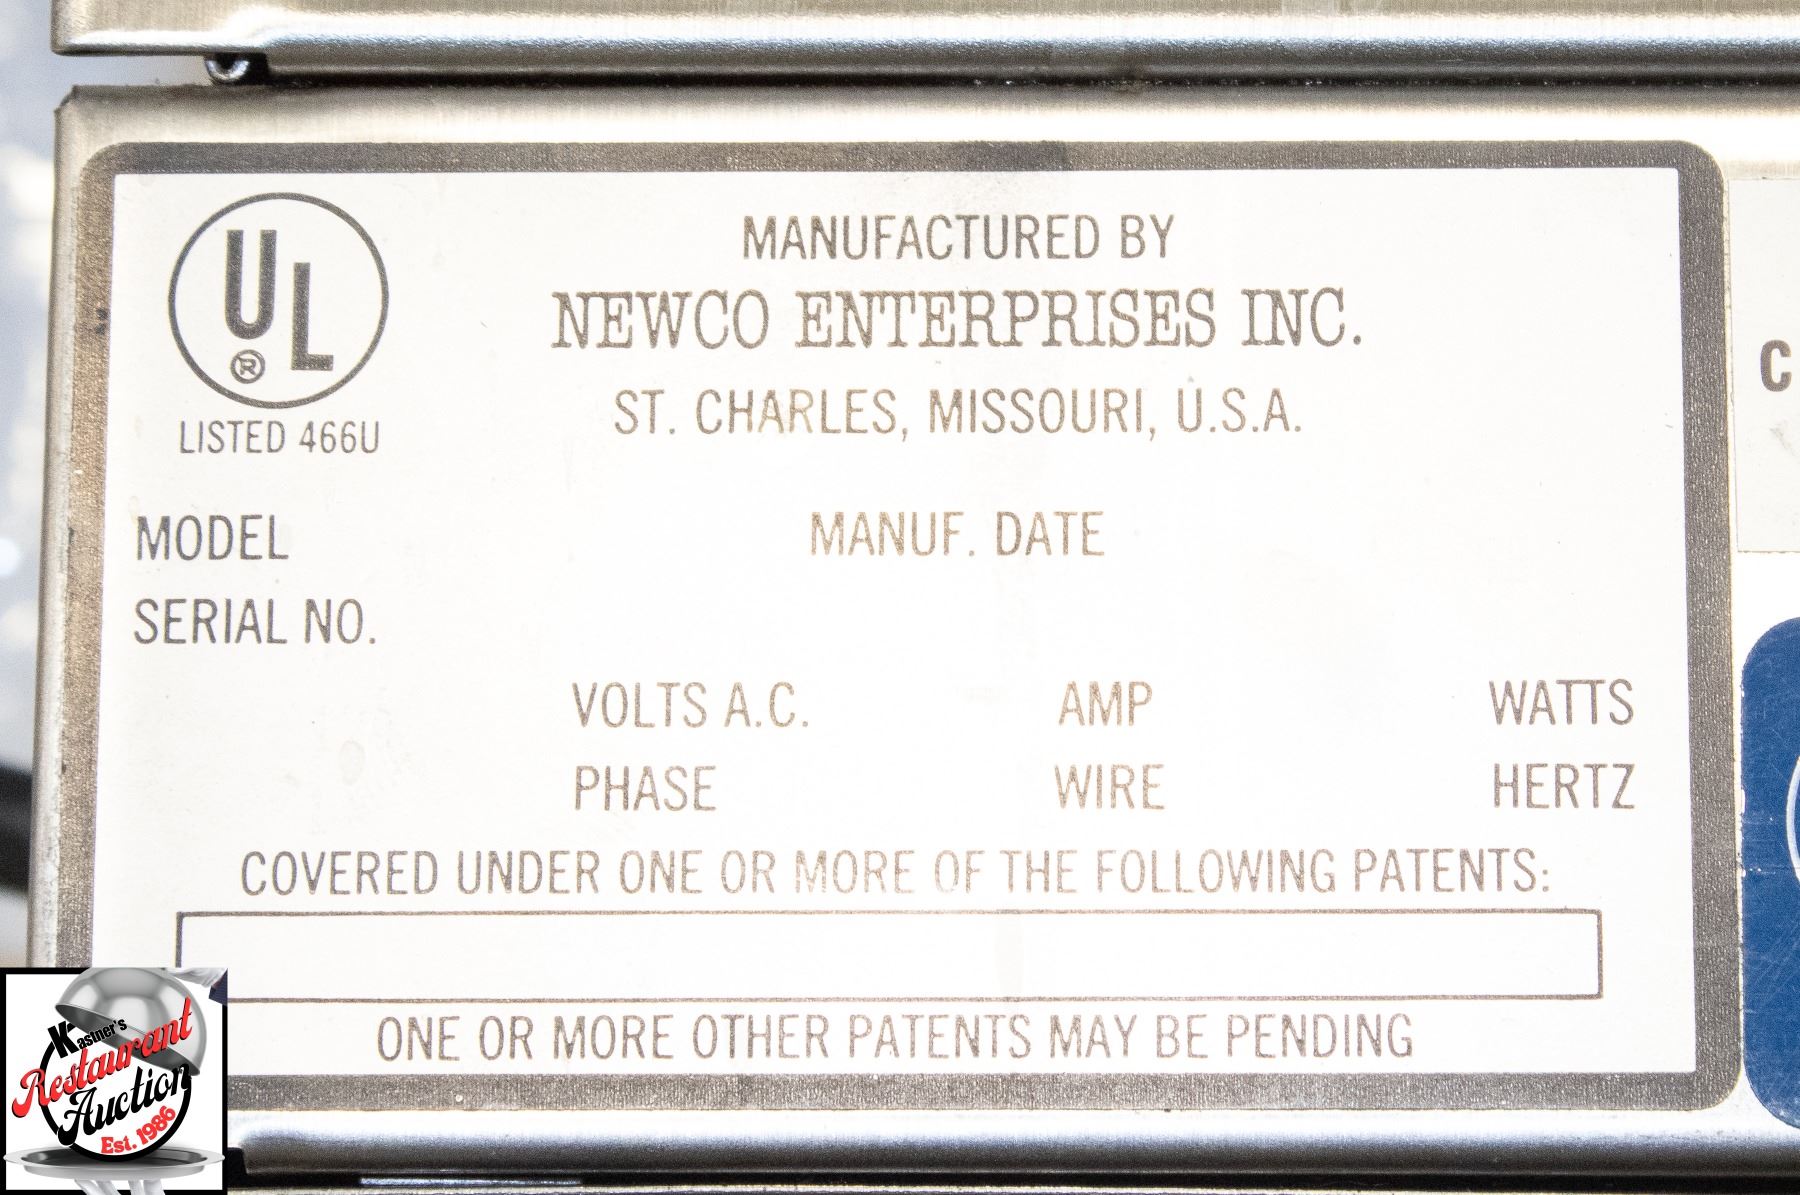 UL
®
LISTED 466U
MANUFACTURED BY
NEWCO ENTERPRISES INC.
ST. CHARLES, MISSOURI, U.S.A.
MODEL MANUF. DATE
SERIAL NO.
VOLTS A.C. AMP WATTS
PHASE WIRE HERTZ
COVERED UNDER ONE OR MORE OF THE FOLLOWING PATENTS:
ONE OR MORE OTHER PATENTS MAY BE PENDING
C
Kastner's
Restaurant
Auction
Est. 1986